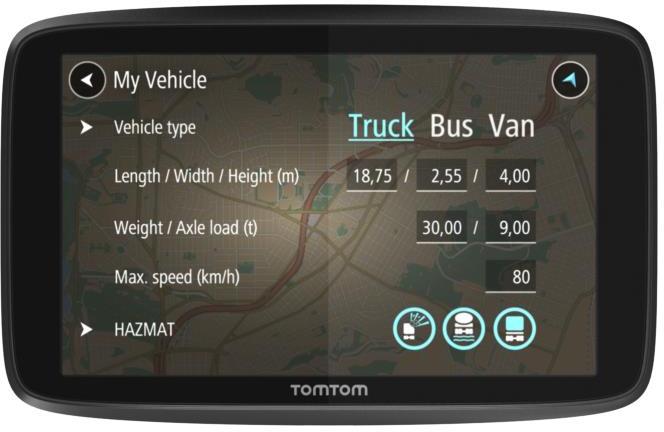 My Vehicle
Vehicle type Truck Bus Van
Length / Width / Height (m) 18,75 / 2,55 / 4,00
Weight / Axle load (t) 30,00 / 9,00
Max. speed (km/h) 80
HAZMAT
TOMTOM